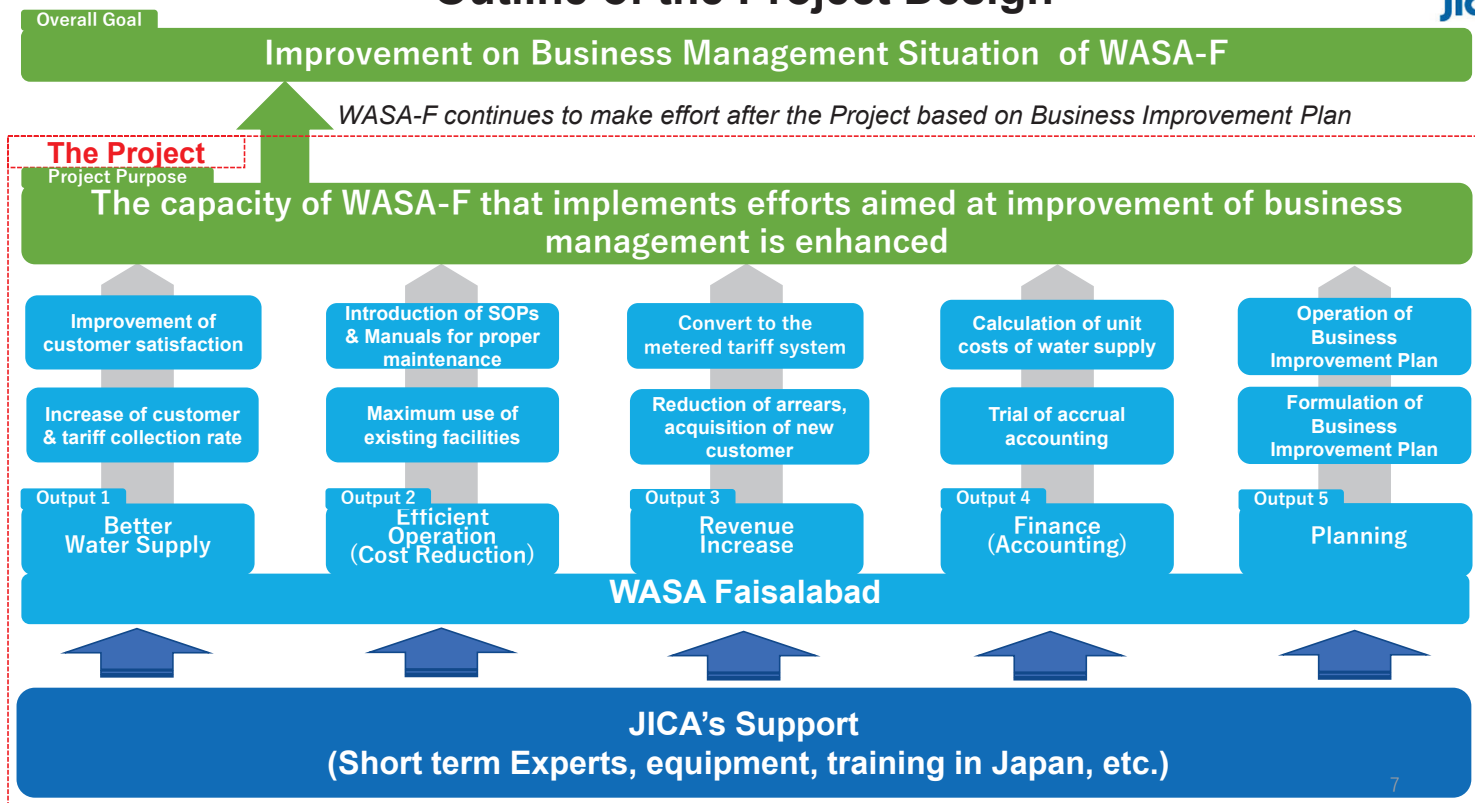 Outline of the Project Design
JIC
Overall Goal
Improvement on Business Management Situation of WASA-F
WASA-F continues to make effort after the Project based on Business Improvement Plan
The Project
Project Purpose
The capacity of WASA-F that implements efforts aimed at improvement of business
management is enhanced
Improvement of
customer satisfaction
Increase of customer
& tariff collection rate
Output 1
Better
Water Supply
Introduction of SOPs
& Manuals for proper
maintenance
Maximum use of
existing facilities
Output 2
Efficient
Operation
(Cost Reduction)
Convert to the
metered tariff system
Reduction of arrears,
acquisition of new
customer
Output 3
Revenue
Increase
Calculation of unit
costs of water supply
Trial of accrual
accounting
Output 4
Finance
(Accounting)
Operation of
Business
Improvement Plan
Formulation of
Business
Improvement Plan
Output 5
Planning
WASA Faisalabad
JICA's Support
(Short term Experts, equipment, training in Japan, etc.)
7